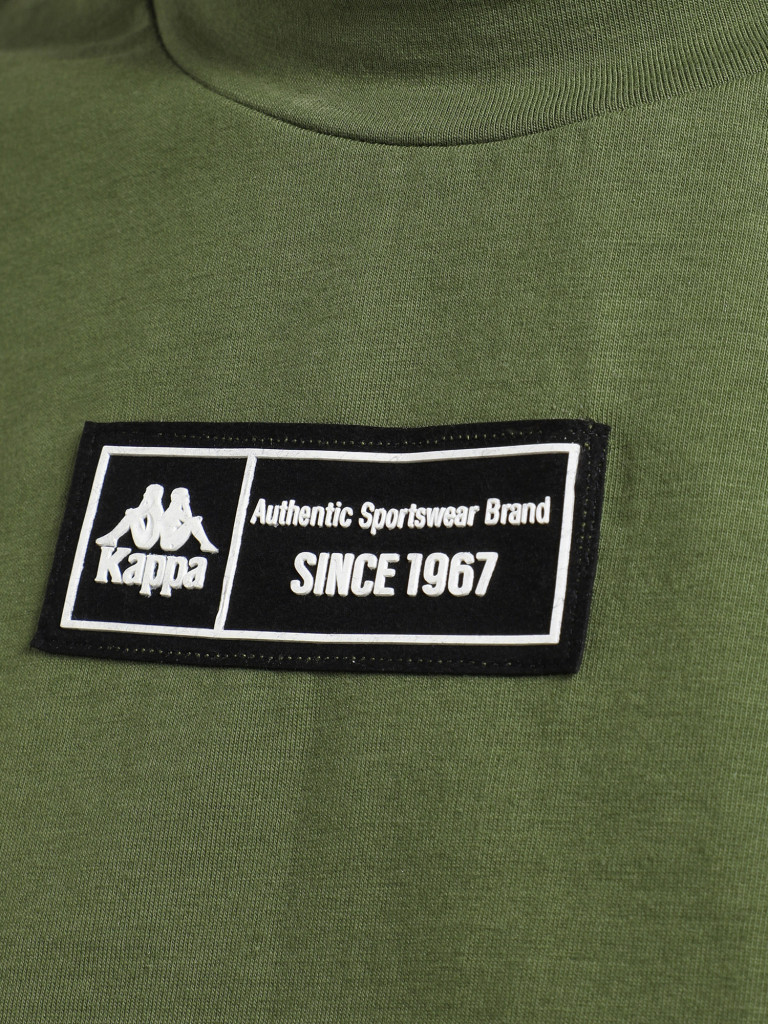 Kappa
Authentic Sportswear Brand
SINCE 1967